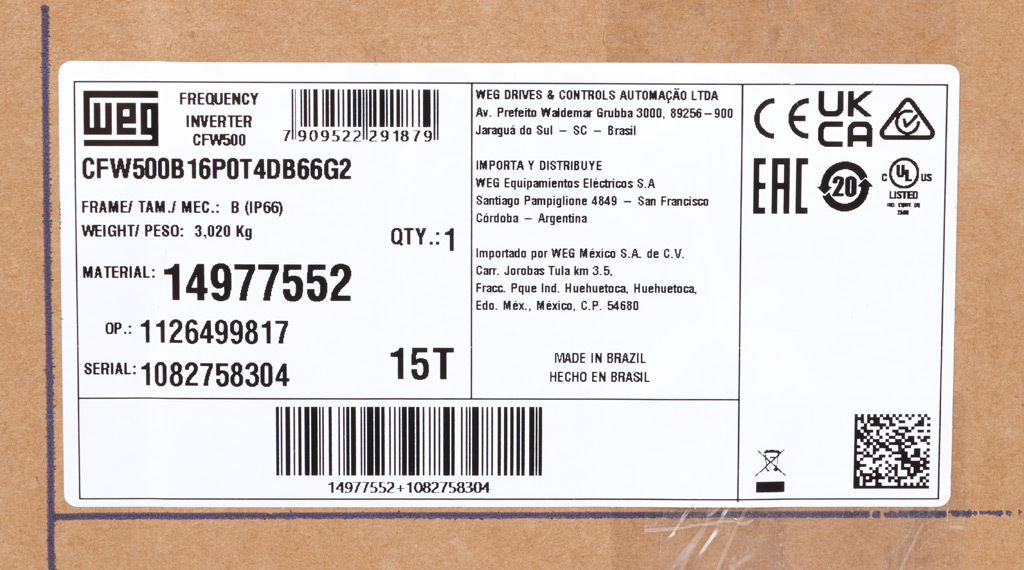 WEG
FREQUENCY
INVERTER
CFW500
7 909522 291879
CFW500B16P0T4DB66G2
FRAME/ TAM./ MEC.: B (IP66)
WEIGHT/ PESO: 3,020 Kg
QTY.:1
MATERIAL: 14977552
OP.: 1126499817
SERIAL: 1082758304
15T
14977552+1082758304
WEG DRIVES & CONTROLS AUTOMAÇÃO LTDA
Av. Prefeito Waldemar Grubba 3000, 89256-900
Jaraguá do Sul - SC - Brasil
IMPORTA Y DISTRIBUYE
WEG Equipamientos Eléctricos S.A
Santiago Pampiglione 4849 - San Francisco
Córdoba - Argentina
Importado por WEG México S.A. de C.V.
Carr. Jorobas Tula km 3.5,
Fracc. Pque Ind. Huehuetoca, Huehuetoca,
Edo. Méx., México, C.P. 54680
MADE IN BRAZIL
HECHO EN BRASIL
CE
UK
CA
EAC
20
C UL US
LISTED